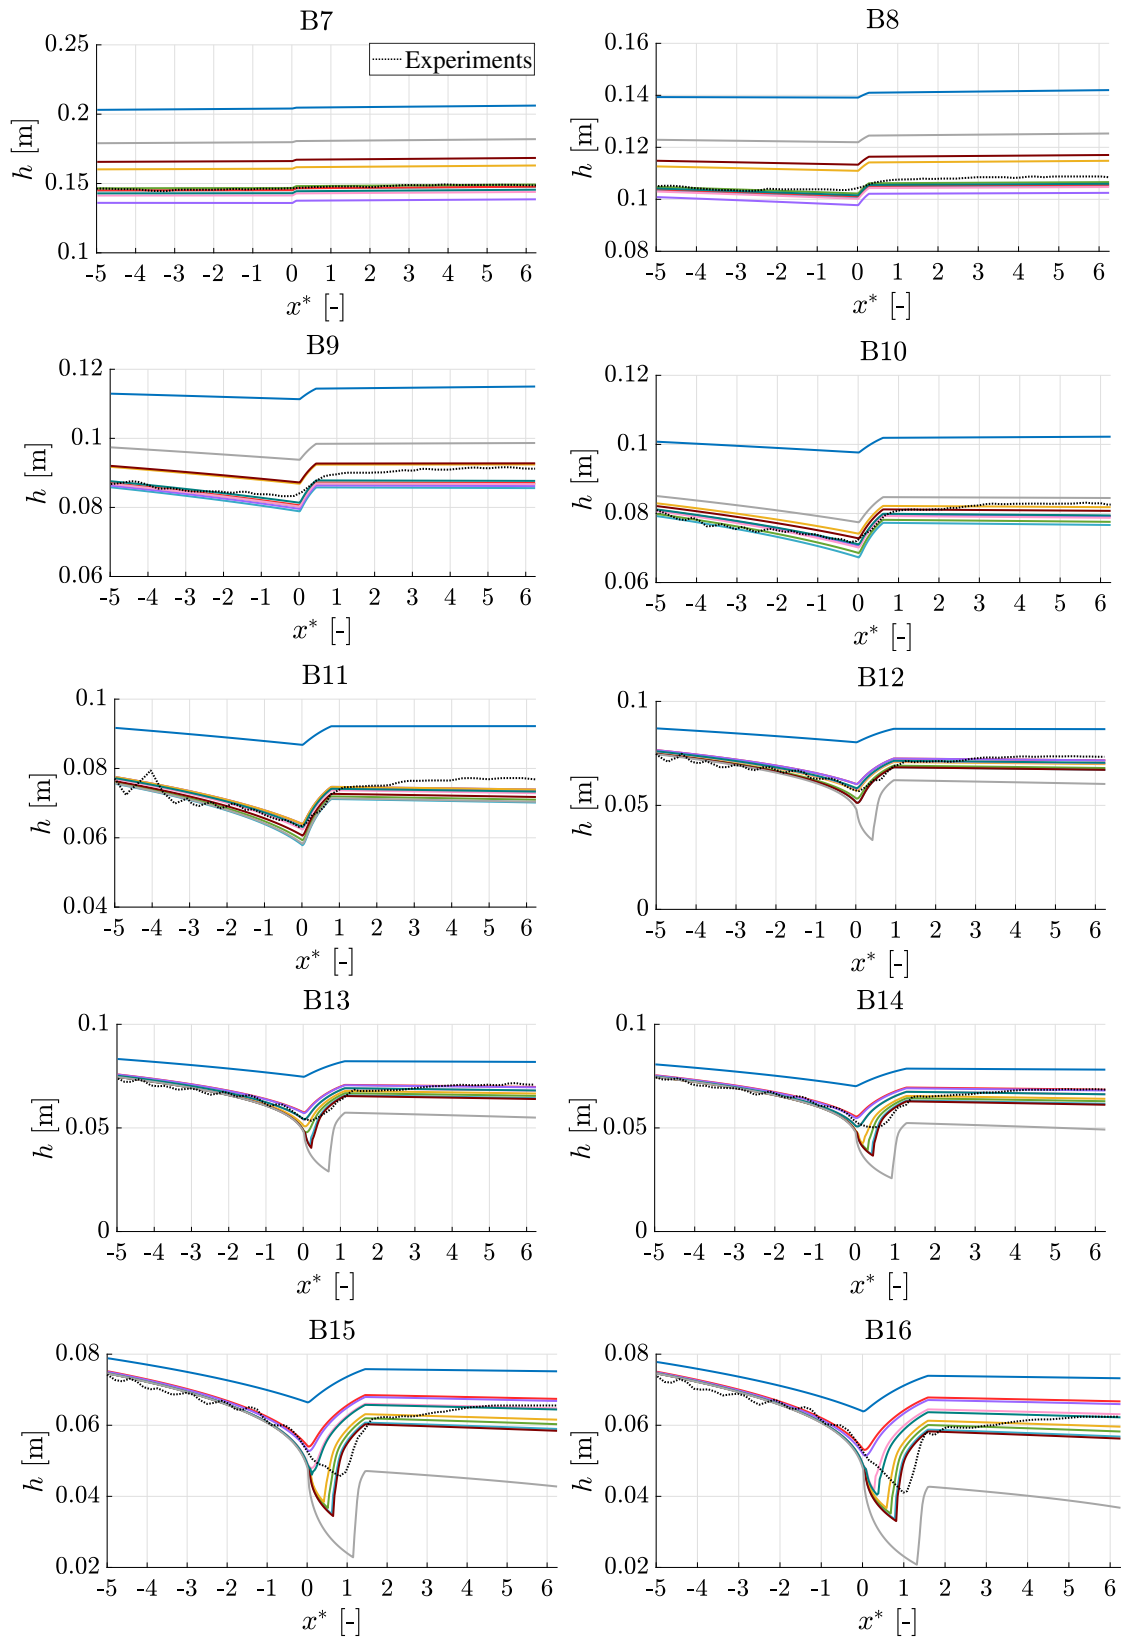 B7
0.25
0.2
0.15
0.1
h [m]
Experiments
-5 -4 -3 -2 -1 0 1 2 3 4 5 6
x* [-]
B8
0.16
0.14
0.12
0.1
0.08
h [m]
-5 -4 -3 -2 -1 0 1 2 3 4 5 6
x* [-]
B9
0.12
0.1
0.08
0.06
h [m]
-5 -4 -3 -2 -1 0 1 2 3 4 5 6
x* [-]
B10
0.12
0.1
0.08
0.06
h [m]
-5 -4 -3 -2 -1 0 1 2 3 4 5 6
x* [-]
B11
0.1
0.08
0.06
0.04
h [m]
-5 -4 -3 -2 -1 0 1 2 3 4 5 6
x* [-]
B12
0.1
0.05
0
h [m]
-5 -4 -3 -2 -1 0 1 2 3 4 5 6
x* [-]
B13
0.1
0.05
0
h [m]
-5 -4 -3 -2 -1 0 1 2 3 4 5 6
x* [-]
B14
0.1
0.05
0
h [m]
-5 -4 -3 -2 -1 0 1 2 3 4 5 6
x* [-]
B15
0.08
0.06
0.04
0.02
h [m]
-5 -4 -3 -2 -1 0 1 2 3 4 5 6
x* [-]
B16
0.08
0.06
0.04
0.02
h [m]
-5 -4 -3 -2 -1 0 1 2 3 4 5 6
x* [-]